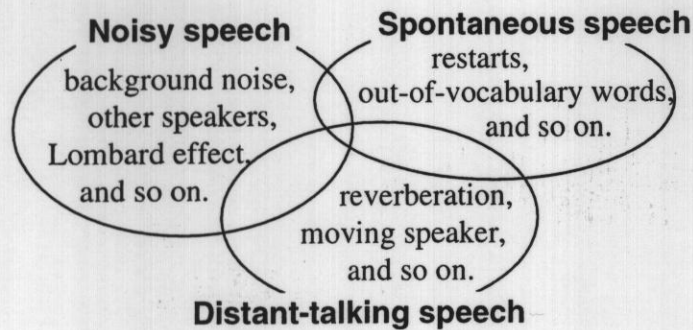 Noisy speech
background noise,
other speakers,
Lombard effect,
and so on.
Spontaneous speech
restarts,
out-of-vocabulary words,
and so on.
reverberation,
moving speaker,
and so on.
Distant-talking speech